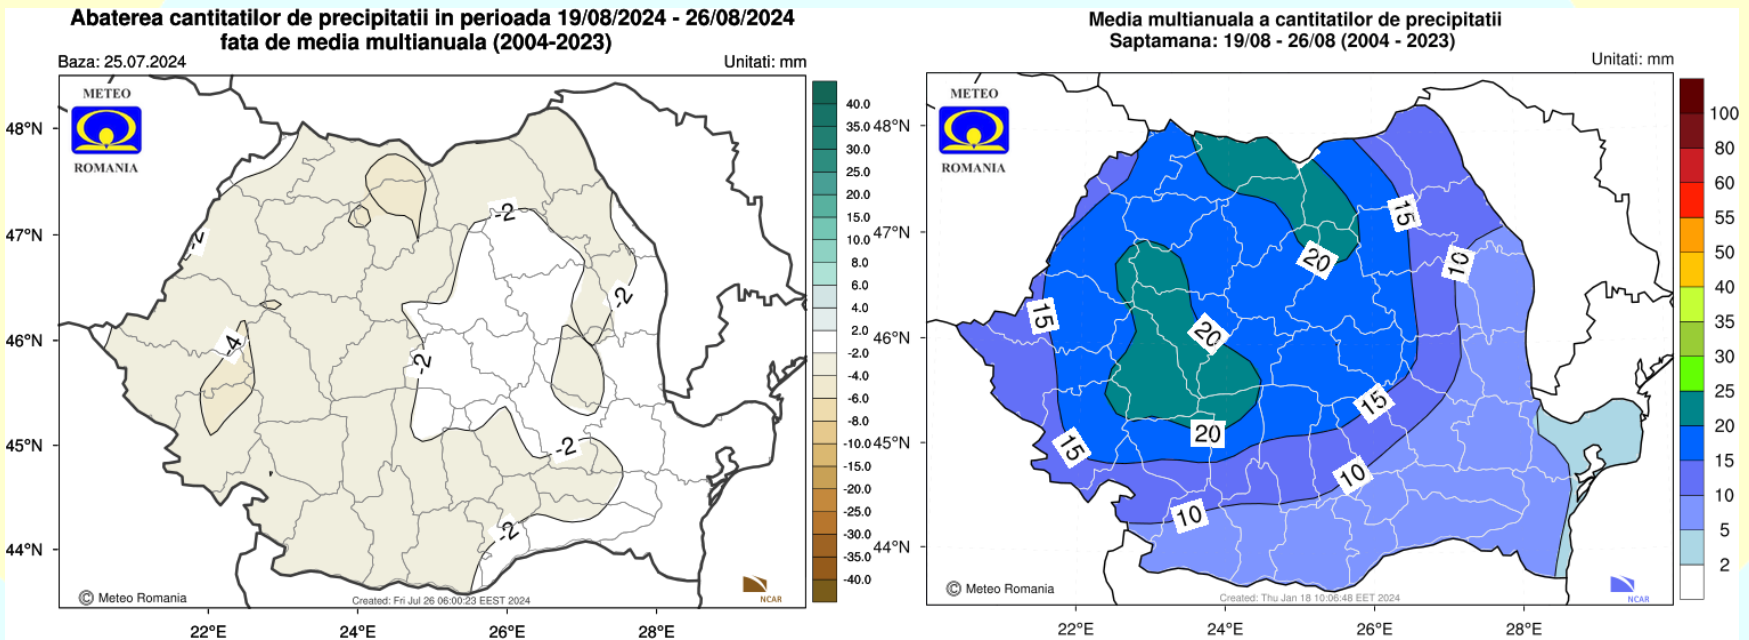 Abaterea cantitatilor de precipitatii in perioada 19/08/2024 - 26/08/2024
fata de media multianuala (2004-2023)
Baza: 25.07.2024
Unitati: mm
METEO
ROMANIA
48°N
47°N
46°N
45°N
44°N
22°E
24°E
26°E
28°E
-2
-2
-2
-4
-2
-2
-2
40.0
35.0
30.0
25.0
20.0
15.0
10.0
8.0
6.0
4.0
2.0
-2.0
-4.0
-6.0
-8.0
-10.0
-15.0
-20.0
-25.0
-30.0
-35.0
-40.0
© Meteo Romania
Created: Fri Jul 26 06:00:23 EEST 2024
NCAR
Media multianuala a cantitatilor de precipitatii
Saptamana: 19/08 - 26/08 (2004 - 2023)
Unitati: mm
METEO
ROMANIA
48°N
47°N
46°N
45°N
44°N
22°E
24°E
26°E
28°E
15
10
20
15
20
15
20
15
10
10
100
80
60
55
50
40
35
30
25
20
15
10
5
2
© Meteo Romania
Created: Thu Jan 18 10:06:48 EET 2024
NCAR